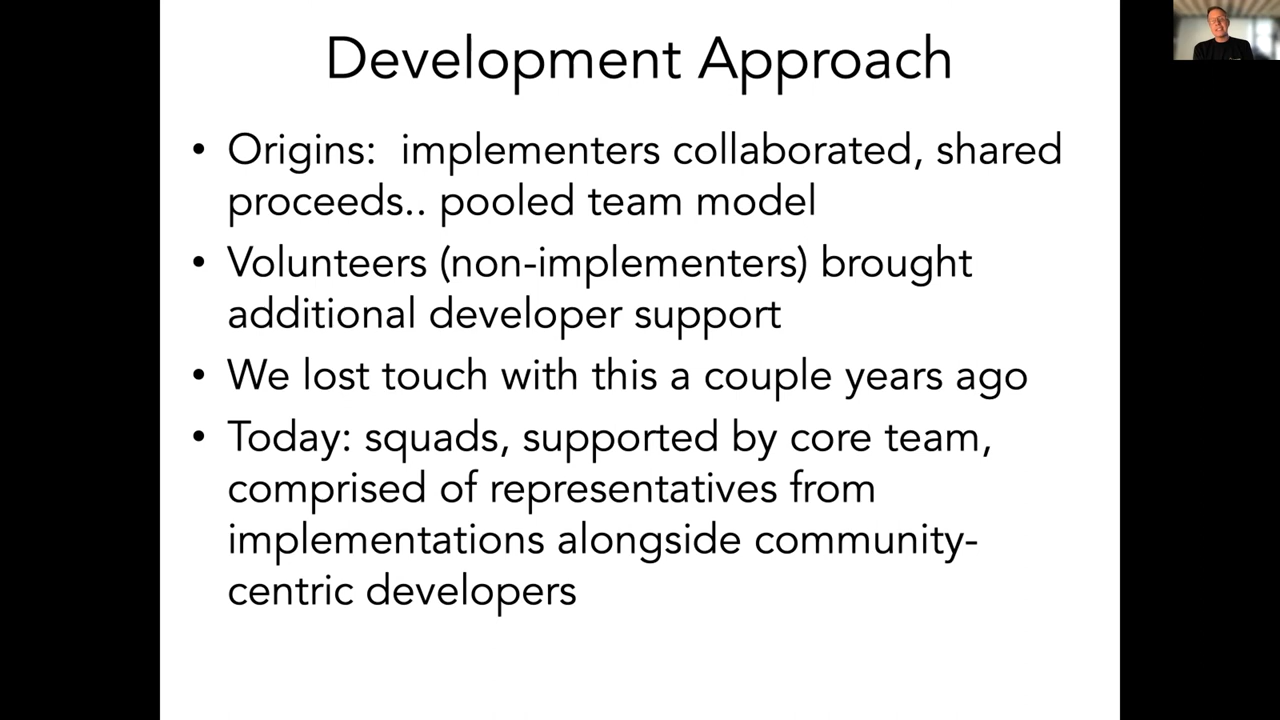 Development Approach
• Origins:  implementers collaborated, shared
proceeds.. pooled team model
• Volunteers (non-implementers) brought
additional developer support
• We lost touch with this a couple years ago
• Today: squads, supported by core team,
comprised of representatives from
implementations alongside community-
centric developers